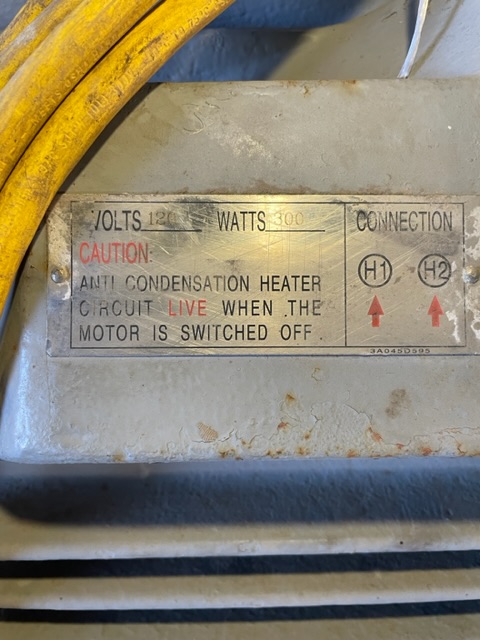 VOLTS 120 WATTS 300
CONNECTION
CAUTION:
ANTI CONDENSATION HEATER
CIRCUIT LIVE WHEN THE
MOTOR IS SWITCHED OFF.
H1 H2
3A045D595